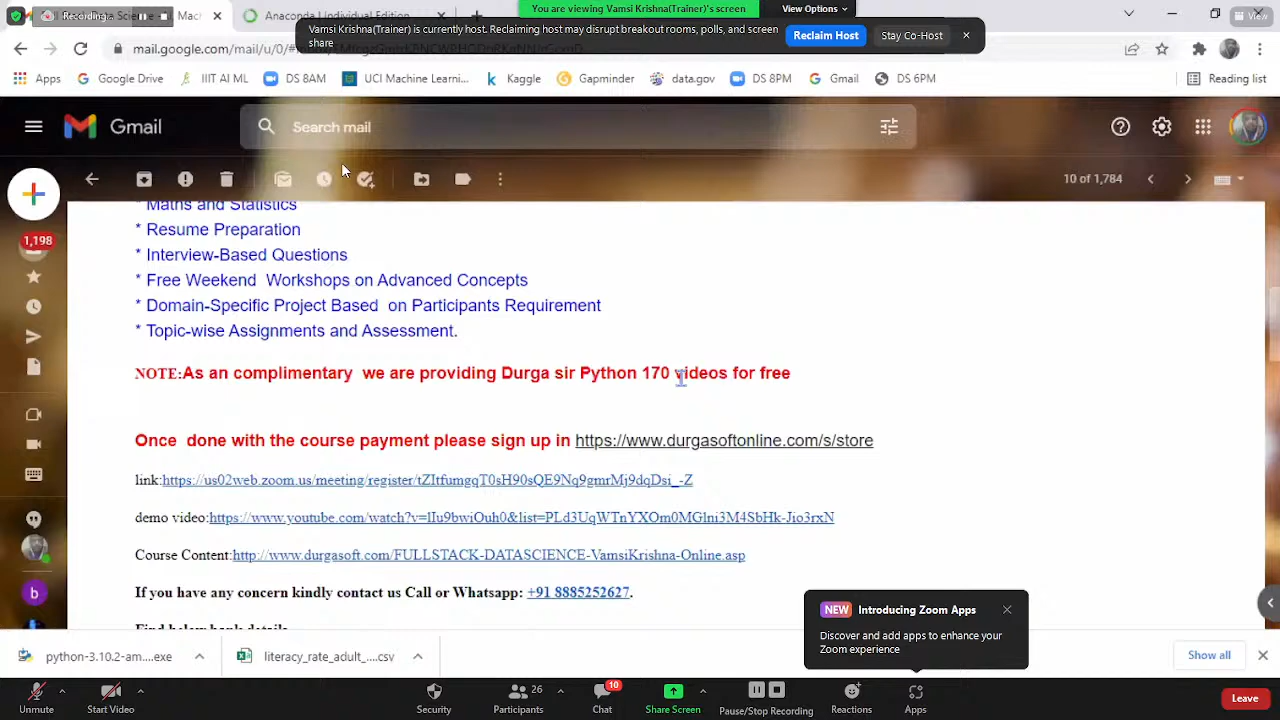 Recording...
Anaconda | Individual Edition
You are viewing Vamsi Krishna(Trainer)'s screen
View Options
View
Vamsi Krishna(Trainer) is currently host. Reclaiming host may disrupt breakout rooms, polls, and screen
share
Reclaim Host
Stay Co-Host
mail.google.com/mail/u/0/
Apps
Google Drive
IIIT AI ML
DS 8AM
UCI Machine Learni...
Kaggle
Gapminder
data.gov
DS 8PM
Gmail
DS 6PM
Reading list
Gmail
Search mail
10 of 1,784
1,198
* Maths and Statistics
* Resume Preparation
* Interview-Based Questions
* Free Weekend  Workshops on Advanced Concepts
* Domain-Specific Project Based  on Participants Requirement
* Topic-wise Assignments and Assessment.
NOTE:As an complimentary  we are providing Durga sir Python 170 videos for free
Once  done with the course payment please sign up in https://www.durgasoftonline.com/s/store
link:https://us02web.zoom.us/meeting/register/tZItfumgqT0sH90sQE9Nq9gmrMj9dqDsi_-Z
demo video:https://www.youtube.com/watch?v=lIu9bwiOuh0&list=PLd3UqWTnYXOm0MGlni3M4SbHk-Jio3rxN
Course Content:http://www.durgasoft.com/FULLSTACK-DATASCIENCE-VamsiKrishna-Online.asp
If you have any concern kindly contact us Call or Whatsapp: +91 8885252627.
Find below bank details
b
NEW Introducing Zoom Apps
Discover and add apps to enhance your
Zoom experience
python-3.10.2-am....exe
literacy_rate_adult_....csv
Show all
Unmute
Start Video
Security
26
Participants
10
Chat
Share Screen
Pause/Stop Recording
Reactions
Apps
Leave